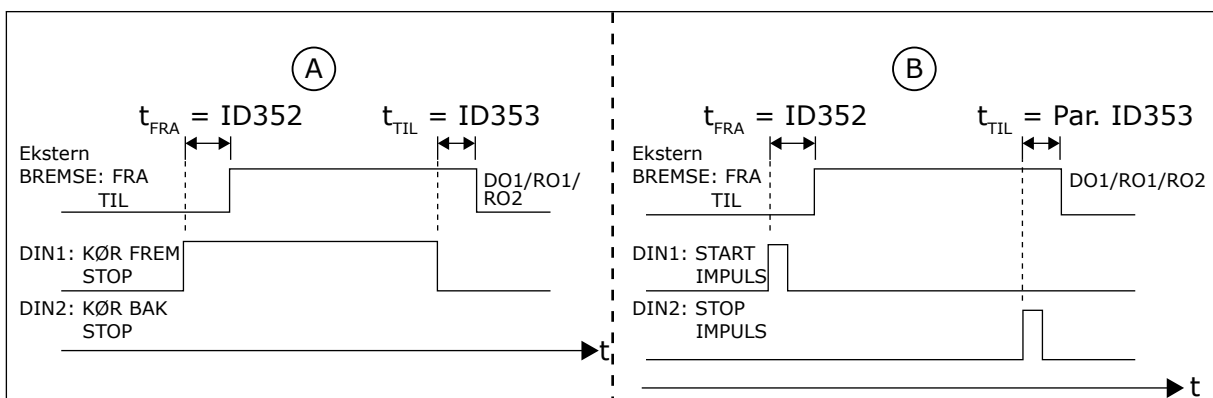 A
t_FRA = ID352
t_TIL = ID353
Ekstern
BREMSE: FRA
TIL
DO1/RO1/
RO2
DIN1: KØR FREM
STOP
DIN2: KØR BAK
STOP
t
B
t_FRA = ID352
t_TIL = Par. ID353
Ekstern
BREMSE: FRA
TIL
DO1/RO1/RO2
DIN1: START
IMPULS
DIN2: STOP
IMPULS
t